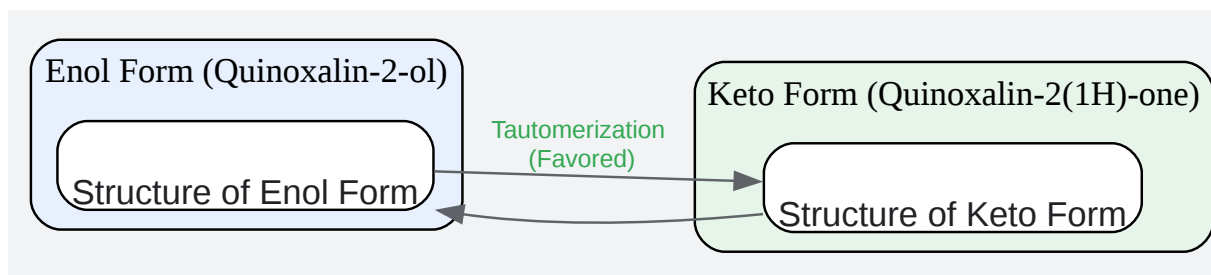 Enol Form (Quinoxalin-2-ol)
Structure of Enol Form
Tautomerization
(Favored)
Keto Form (Quinoxalin-2(1H)-one)
Structure of Keto Form